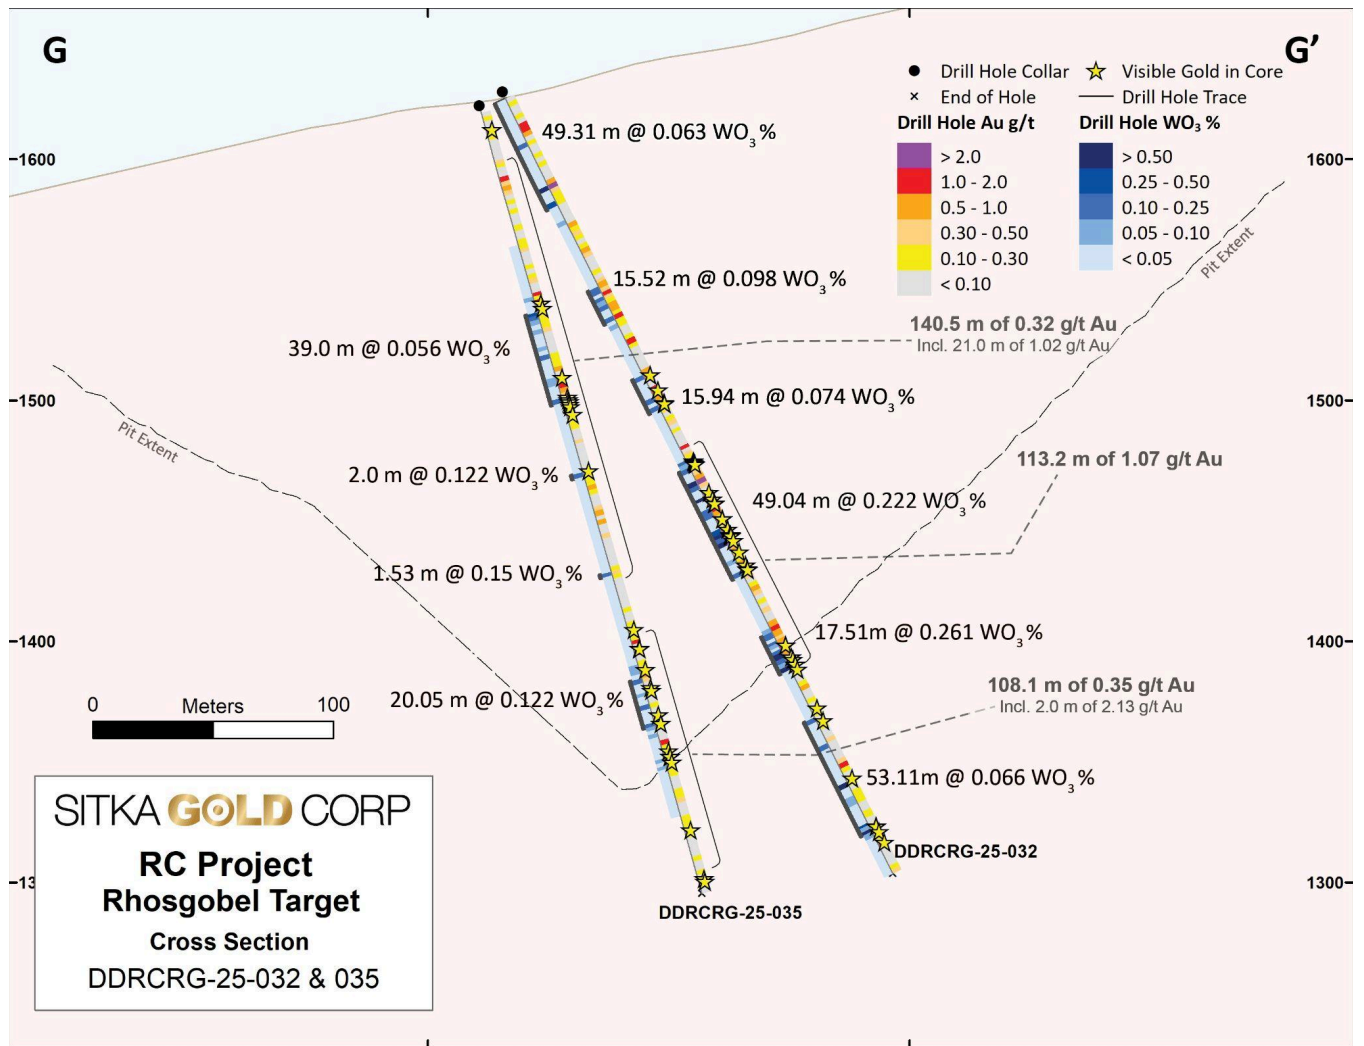 G
G’
Drill Hole Collar
Visible Gold in Core
End of Hole
Drill Hole Trace
Drill Hole Au g/t
Drill Hole WO₃ %
> 2.0
> 0.50
1.0 - 2.0
0.25 - 0.50
0.5 - 1.0
0.10 - 0.25
0.30 - 0.50
0.05 - 0.10
0.10 - 0.30
< 0.05
< 0.10
1600
1600
49.31 m @ 0.063 WO₃%
Pit Extent
15.52 m @ 0.098 WO₃%
140.5 m of 0.32 g/t Au
Incl. 21.0 m of 1.02 g/t Au
39.0 m @ 0.056 WO₃%
1500
1500
15.94 m @ 0.074 WO₃%
Pit Extent
113.2 m of 1.07 g/t Au
2.0 m @ 0.122 WO₃%
49.04 m @ 0.222 WO₃%
1.53 m @ 0.15 WO₃%
1400
1400
17.51m @ 0.261 WO₃%
108.1 m of 0.35 g/t Au
Incl. 2.0 m of 2.13 g/t Au
20.05 m @ 0.122 WO₃%
0 Meters 100
53.11m @ 0.066 WO₃%
DDRCRG-25-032
13
1300
DDRCRG-25-035
SITKA GOLD CORP
RC Project
Rhosgobel Target
Cross Section
DDRCRG-25-032 & 035